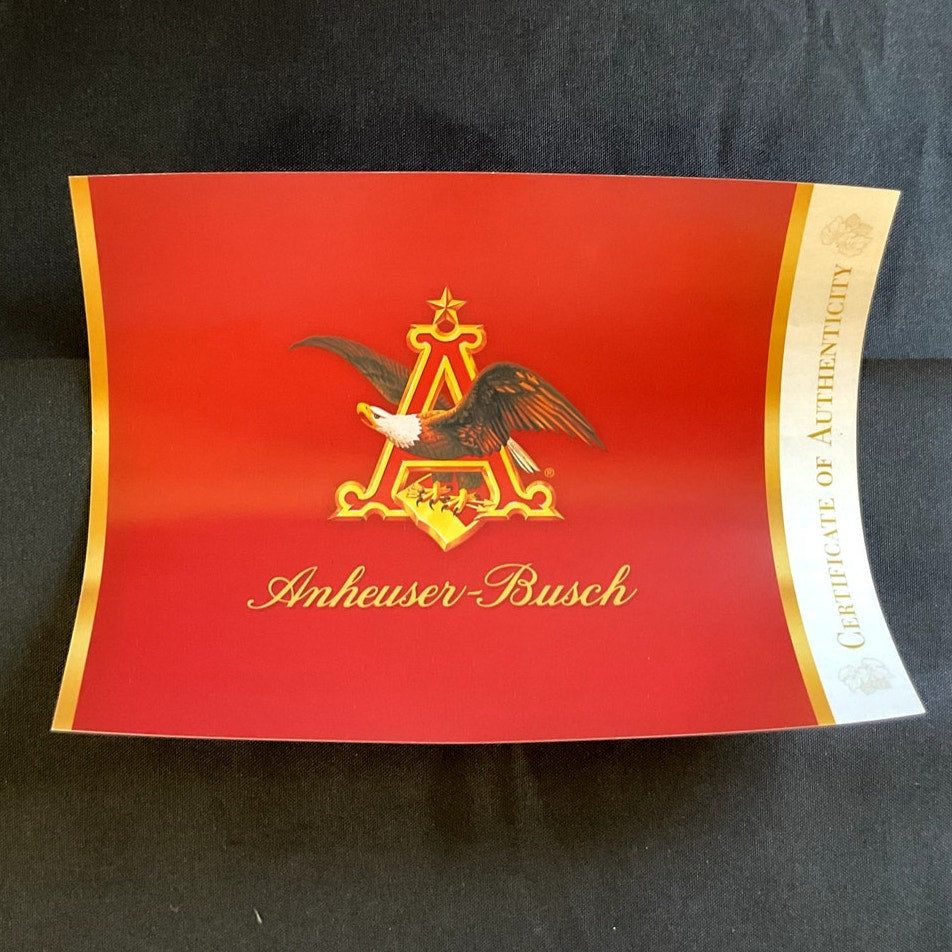 A
®
Anheuser-Busch
CERTIFICATE OF AUTHENTICITY